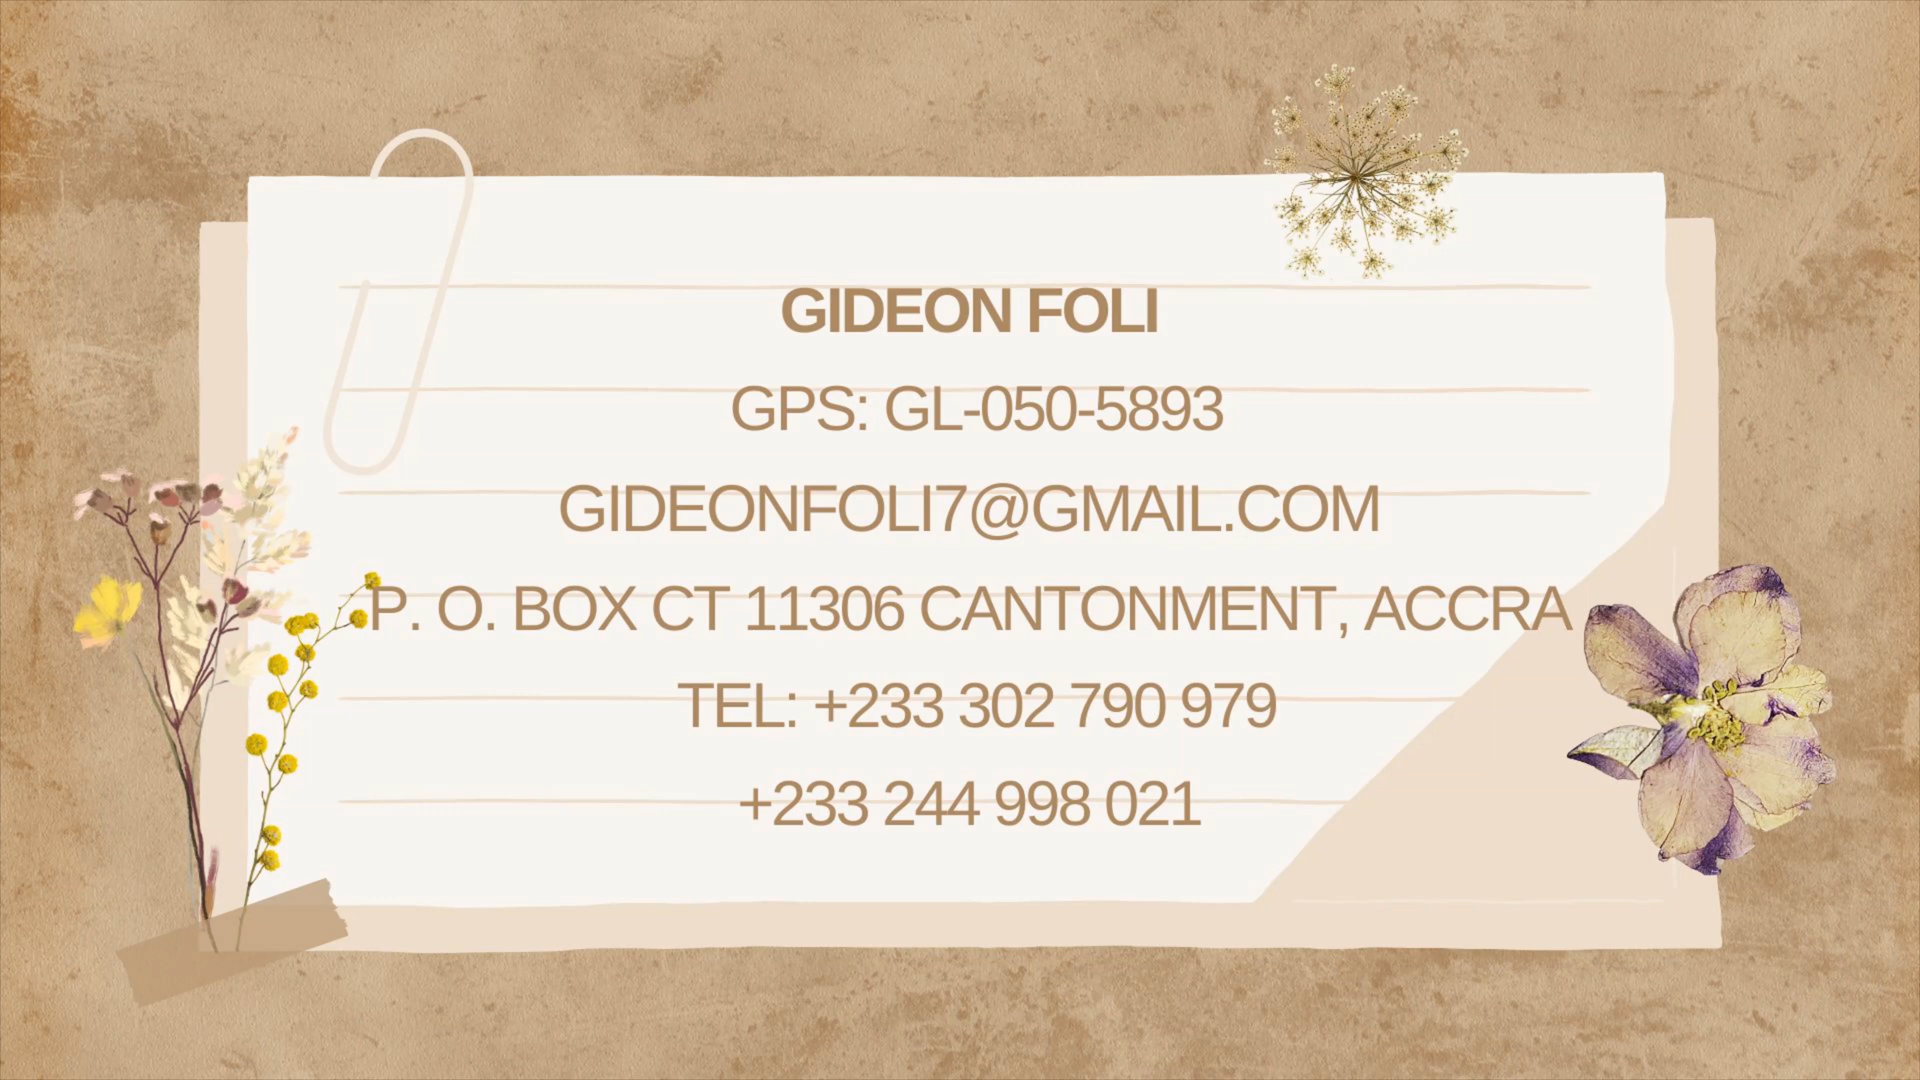 GIDEON FOLI
GPS: GL-050-5893
GIDEONFOLI7@GMAIL.COM
P. O. BOX CT 11306 CANTONMENT, ACCRA
TEL: +233 302 790 979
+233 244 998 021